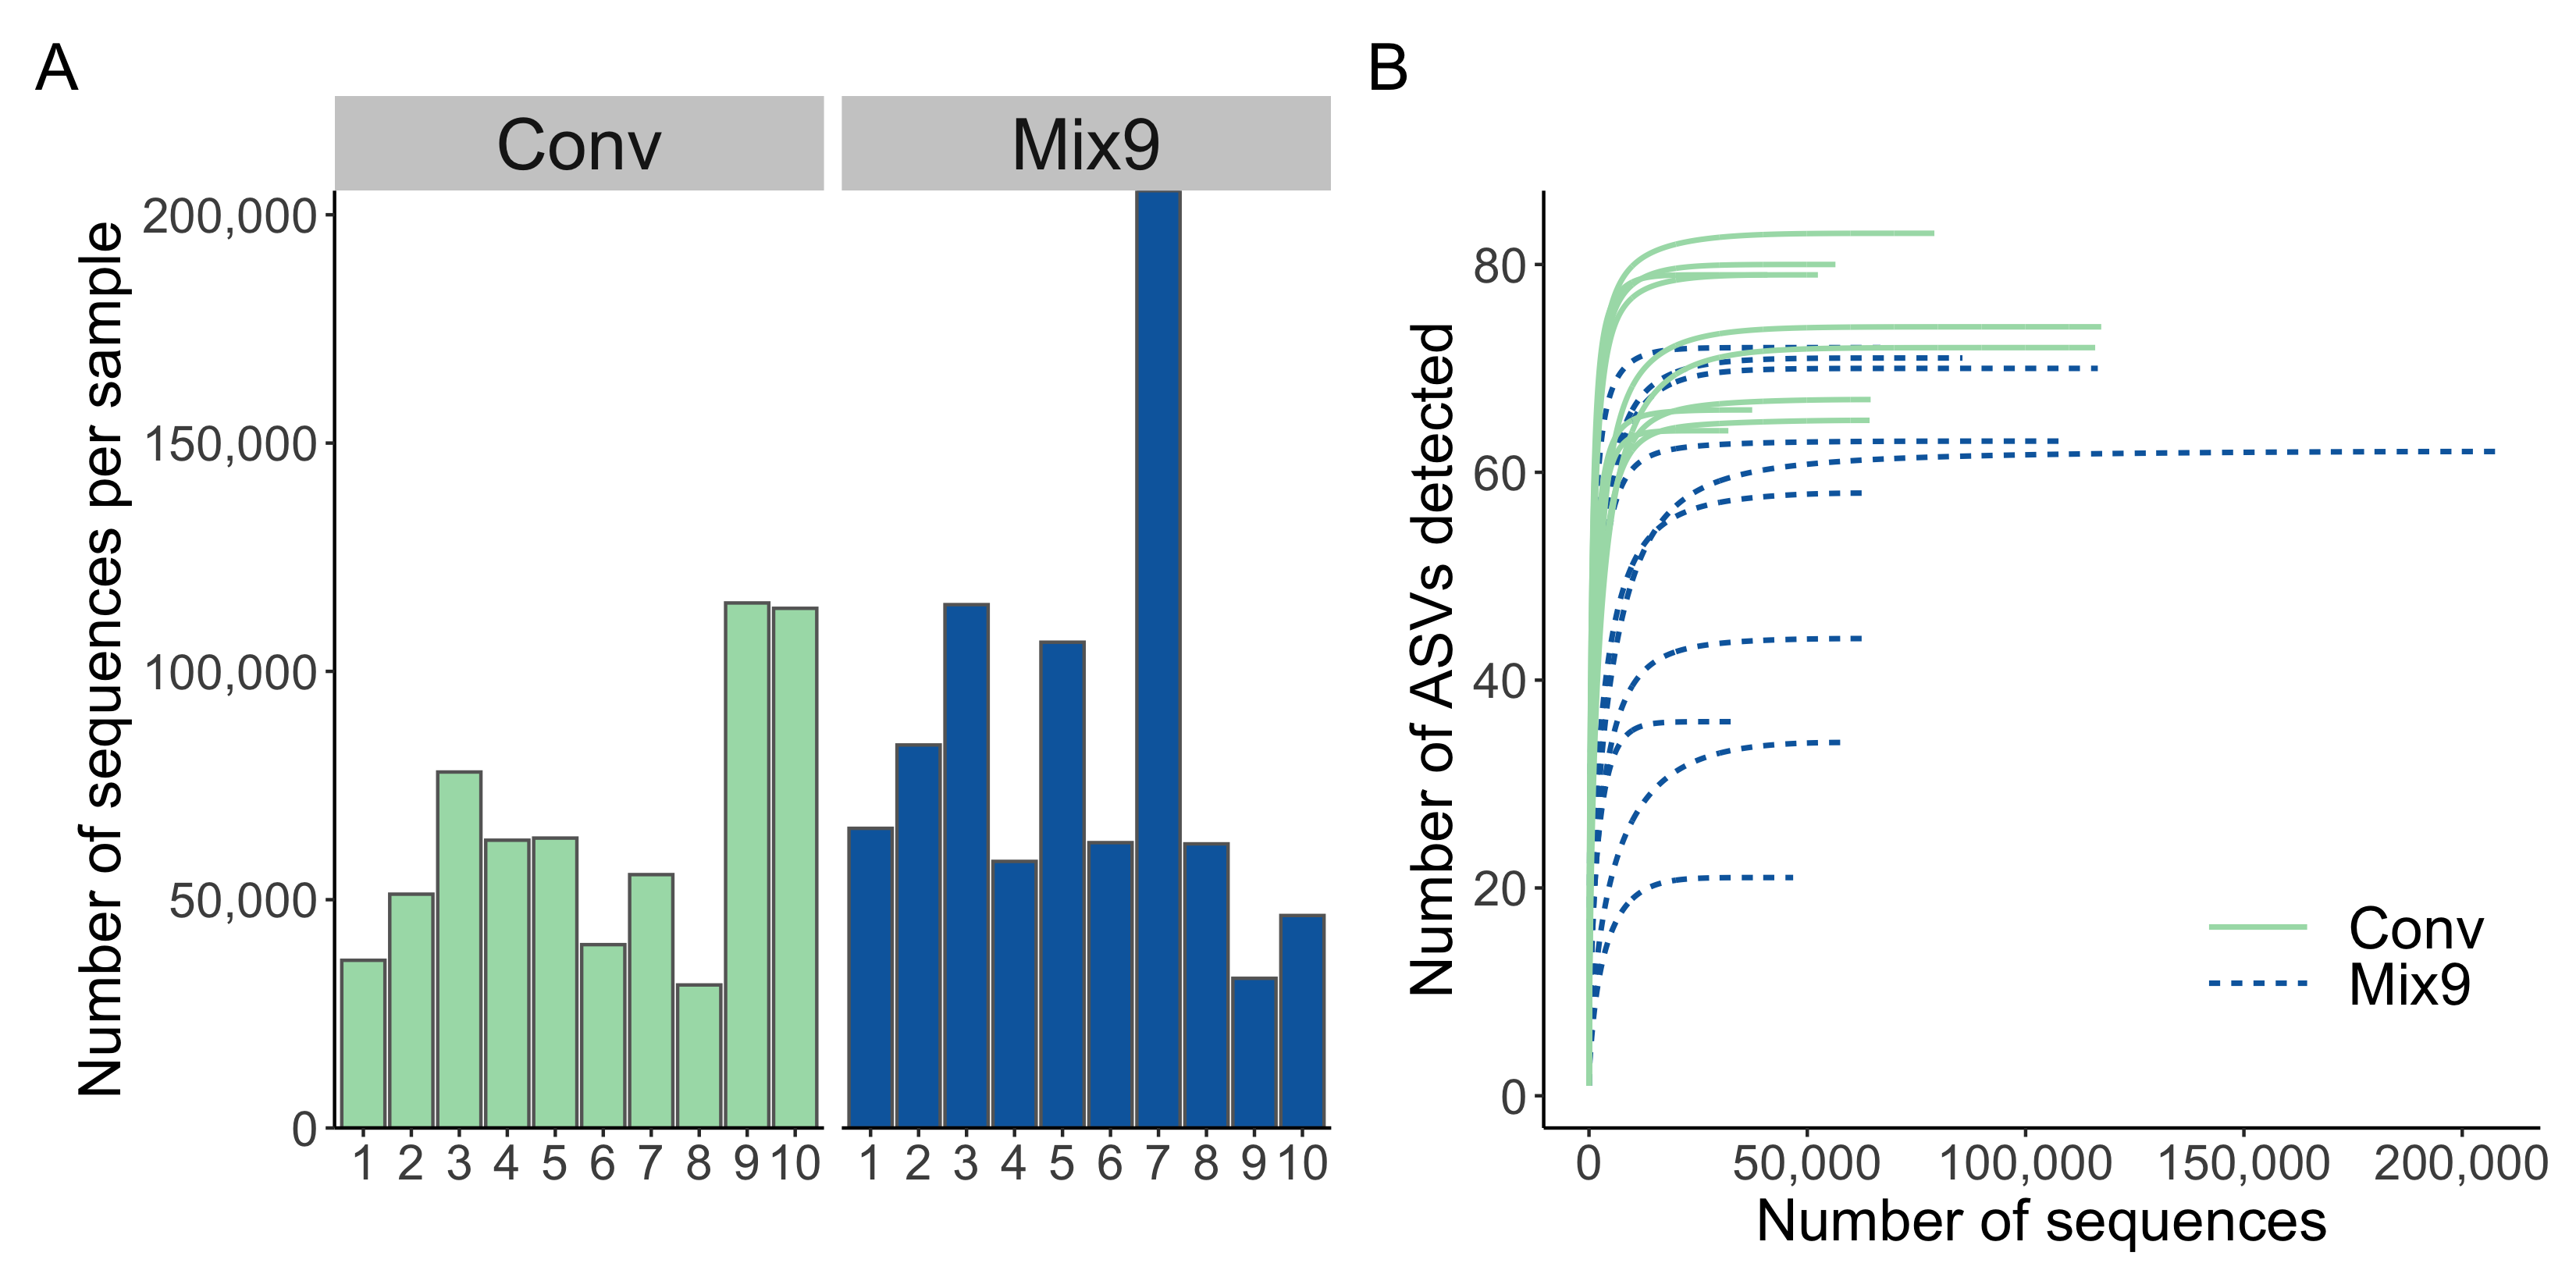 A
B
Conv
Mix9
Number of sequences per sample
200,000
150,000
100,000
50,000
0
1 2 3 4 5 6 7 8 9 10
1 2 3 4 5 6 7 8 9 10
Number of ASVs detected
80
60
40
20
0
Conv
Mix9
0 50,000 100,000 150,000 200,000
Number of sequences